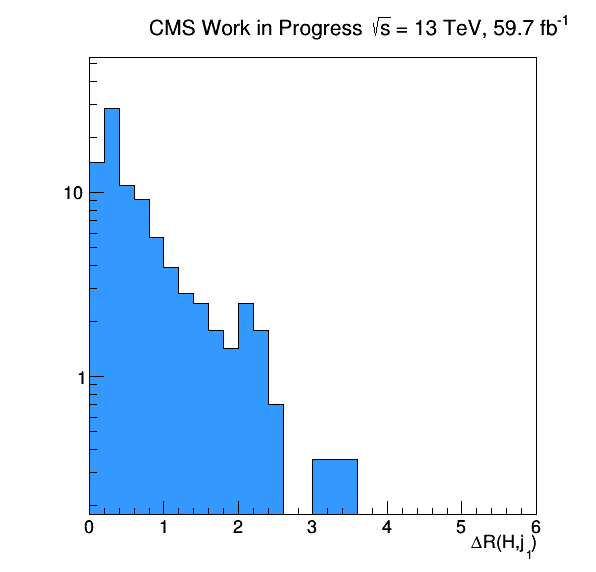 CMS Work in Progress √s = 13 TeV, 59.7 fb⁻¹
10
1
0 1 2 3 4 5 6
ΔR(H,j₁)